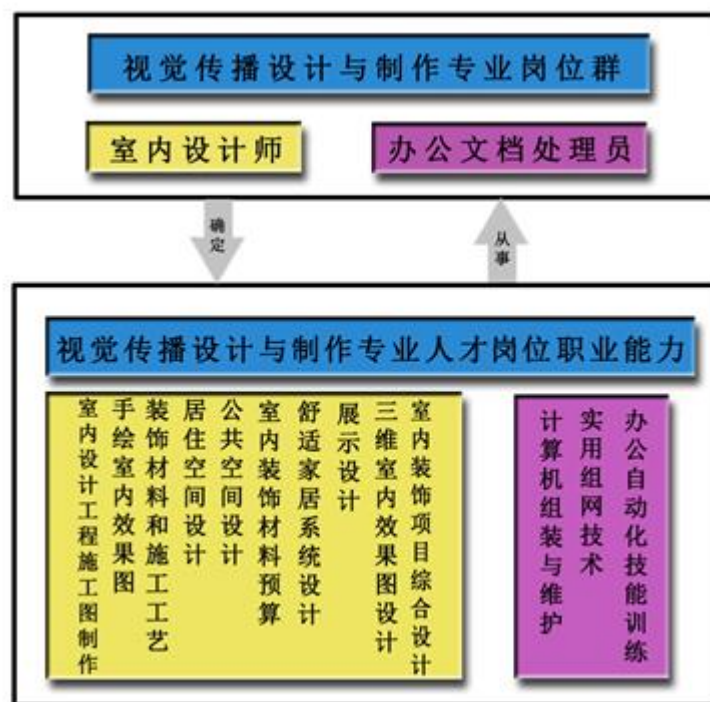 视觉传播设计与制作专业岗位群
室内设计师
办公文档处理员
确定
从事
视觉传播设计与制作专业人才岗位职业能力
室内设计工程施工图制作
手绘室内效果图
装饰材料和施工工艺
居住空间设计
公共空间设计
室内装饰材料预算
舒适家居系统设计
展示设计
三维室内效果图设计
室内装饰项目综合设计
计算机组装与维护
实用组网技术
办公自动化技能训练